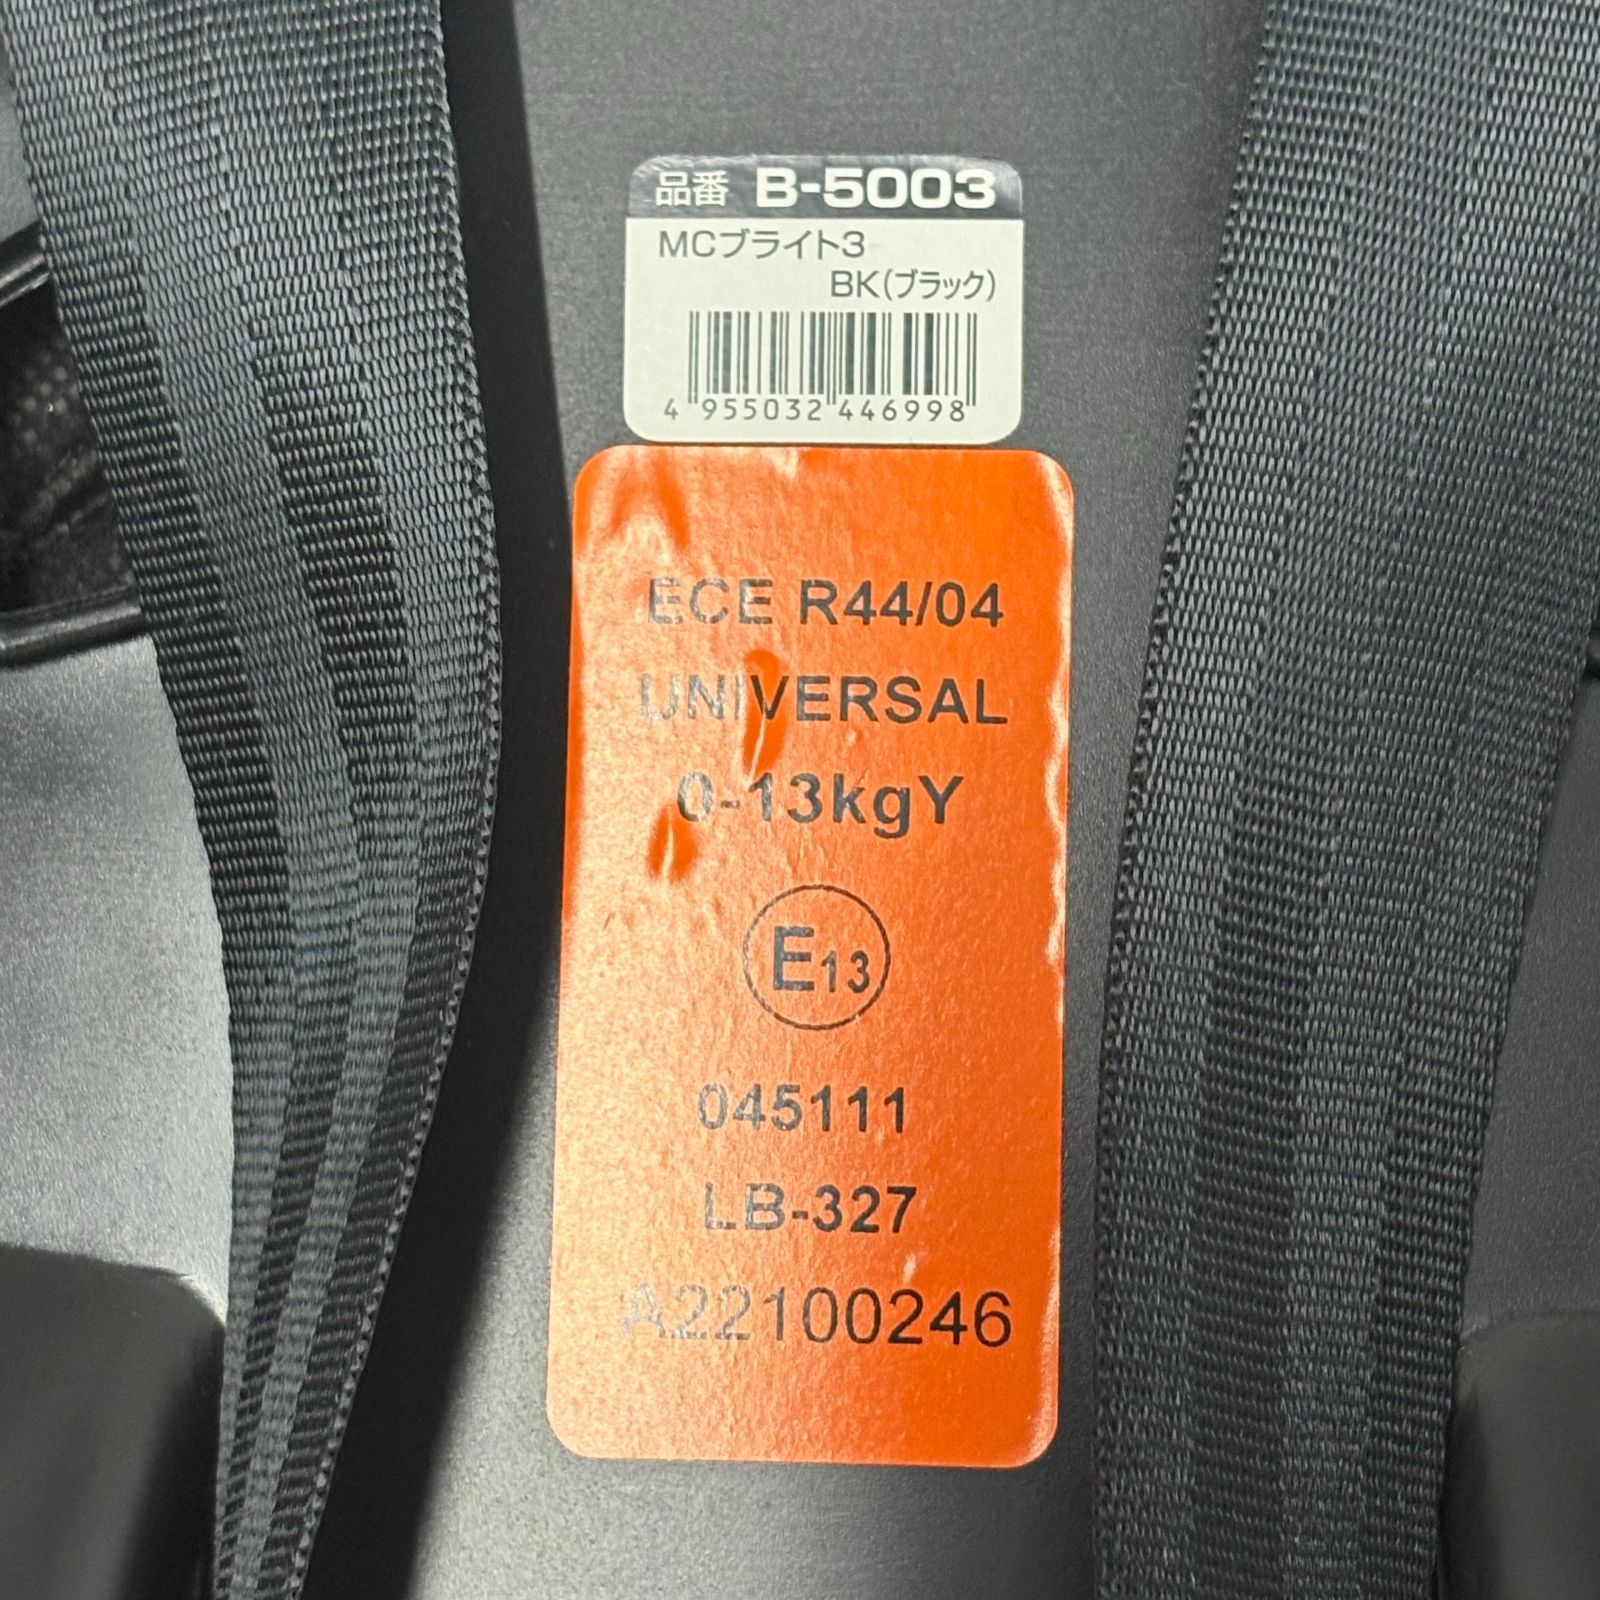 品番 B-5003
MCブライト3
BK(ブラック)
4 955032 446998
ECE R44/04
UNIVERSAL
0-13kgY
E13
045111
LB-327
A22100246